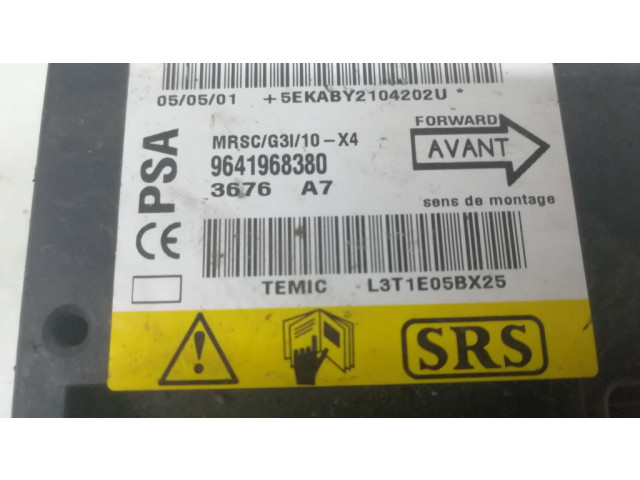 05/05/01 +5EKABY2104202U *
PSA
MRSC/G3I/10-X4
9641968380
3676 A7
FORWARD
AVANT
sens de montage
CE
TEMIC L3T1E05BX25
!
SRS